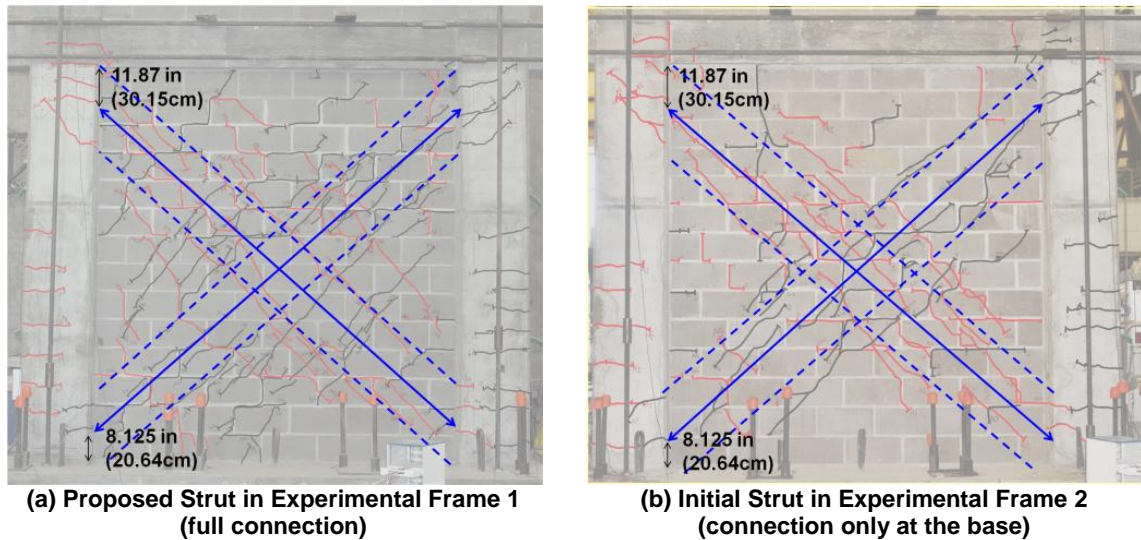 11.87 in
(30.15cm)
8.125 in
(20.64cm)
(a) Proposed Strut in Experimental Frame 1
(full connection)
11.87 in
(30.15cm)
8.125 in
(20.64cm)
(b) Initial Strut in Experimental Frame 2
(connection only at the base)